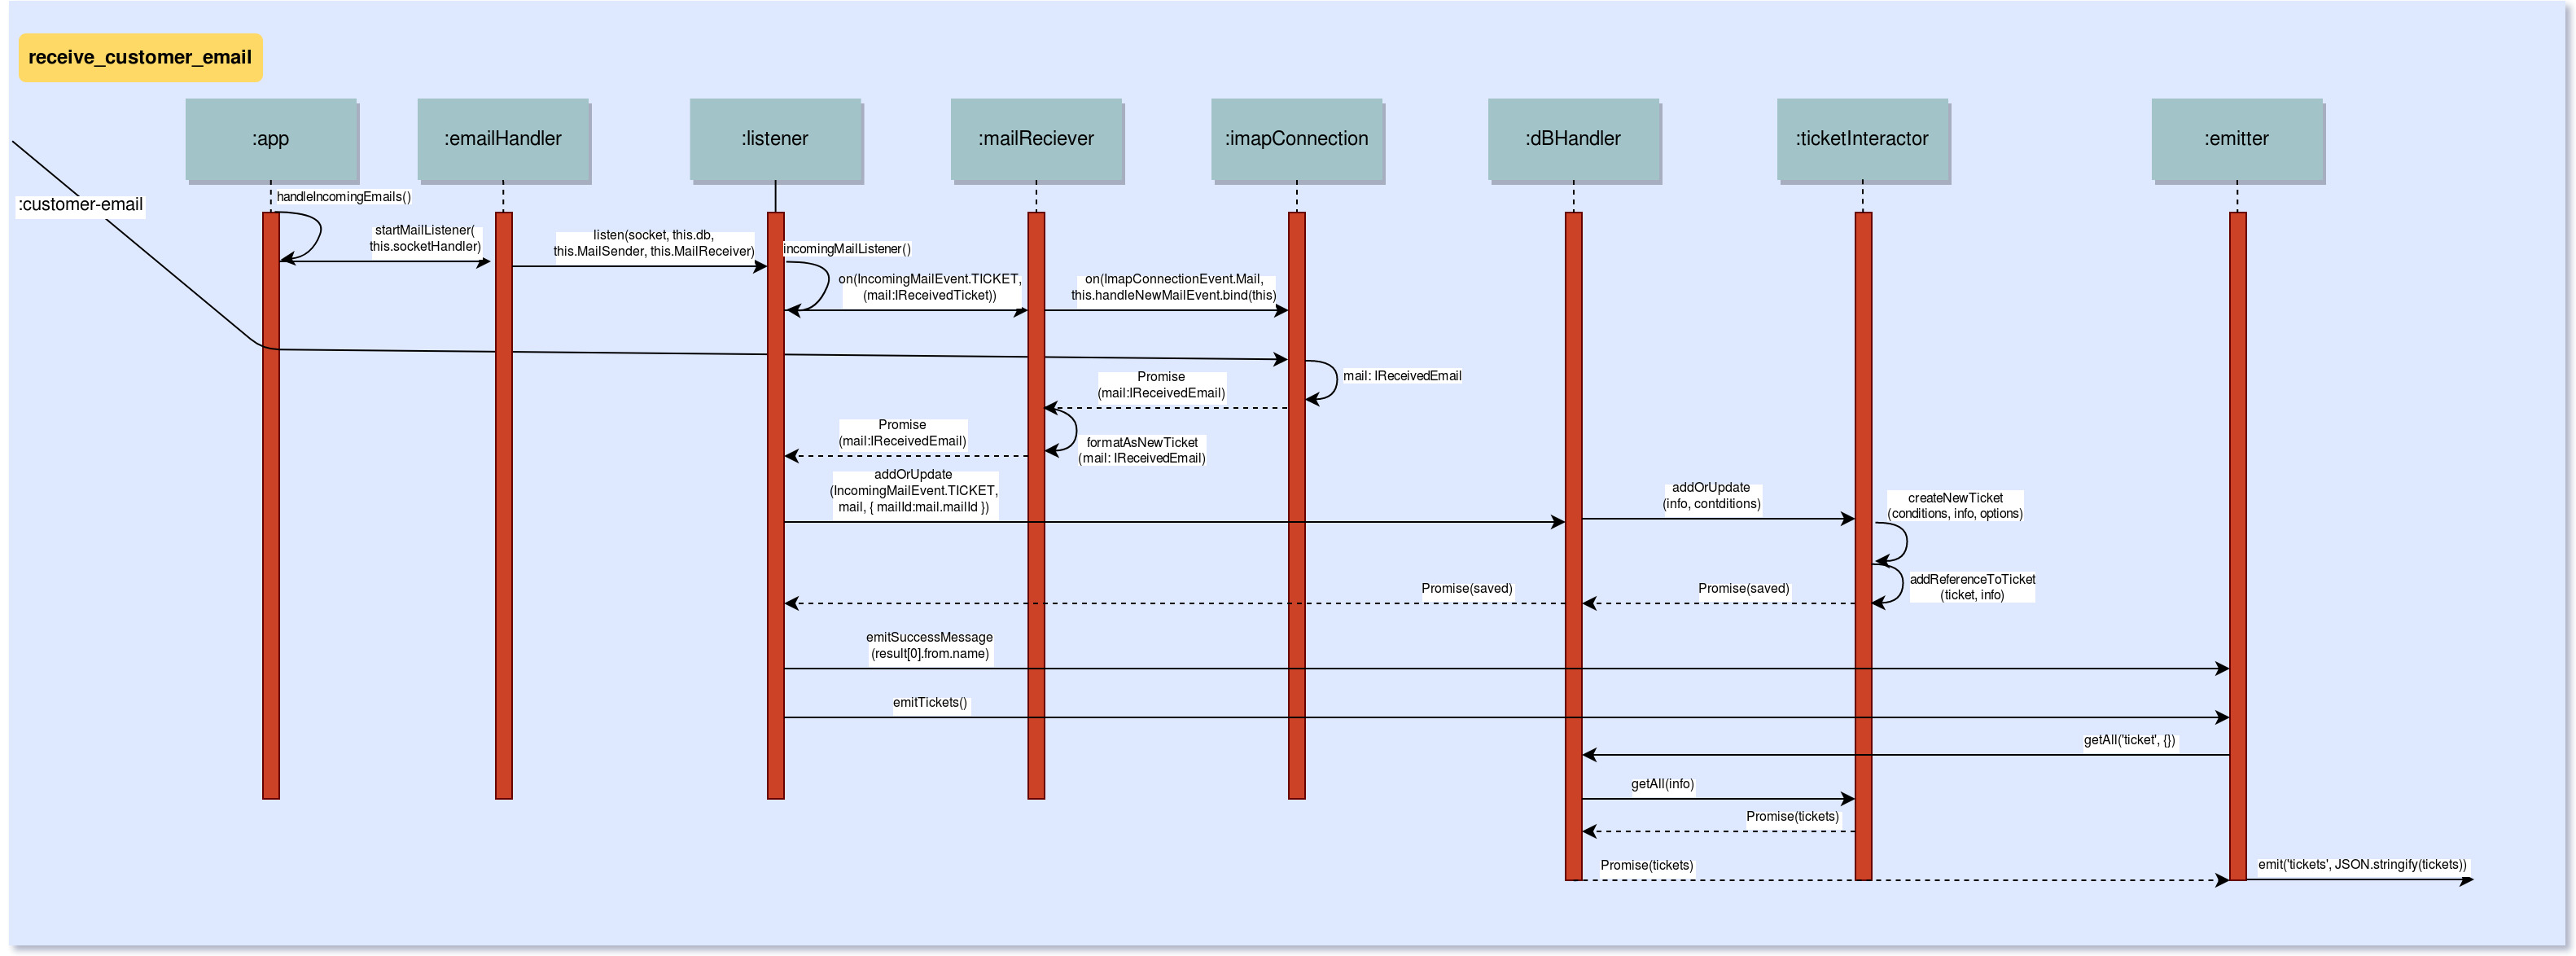 receive_customer_email
:app
:emailHandler
:listener
:mailReciever
:imapConnection
:dBHandler
:ticketInteractor
:emitter
:customer-email
handleIncomingEmails()
startMailListener(
this.socketHandler)
listen(socket, this.db,
this.MailSender, this.MailReceiver)
incomingMailListener()
on(IncomingMailEvent.TICKET,
(mail:IReceivedTicket))
on(ImapConnectionEvent.Mail,
this.handleNewMailEvent.bind(this)
mail: IReceivedEmail
Promise
(mail:IReceivedEmail)
Promise
(mail:IReceivedEmail)
formatAsNewTicket
(mail: IReceivedEmail)
addOrUpdate
(IncomingMailEvent.TICKET,
mail, { mailId:mail.mailId })
addOrUpdate
(info, contditions)
createNewTicket
(conditions, info, options)
addReferenceToTicket
(ticket, info)
Promise(saved)
Promise(saved)
emitSuccessMessage
(result[0].from.name)
emitTickets()
getAll('ticket', {})
getAll(info)
Promise(tickets)
Promise(tickets)
emit('tickets', JSON.stringify(tickets))